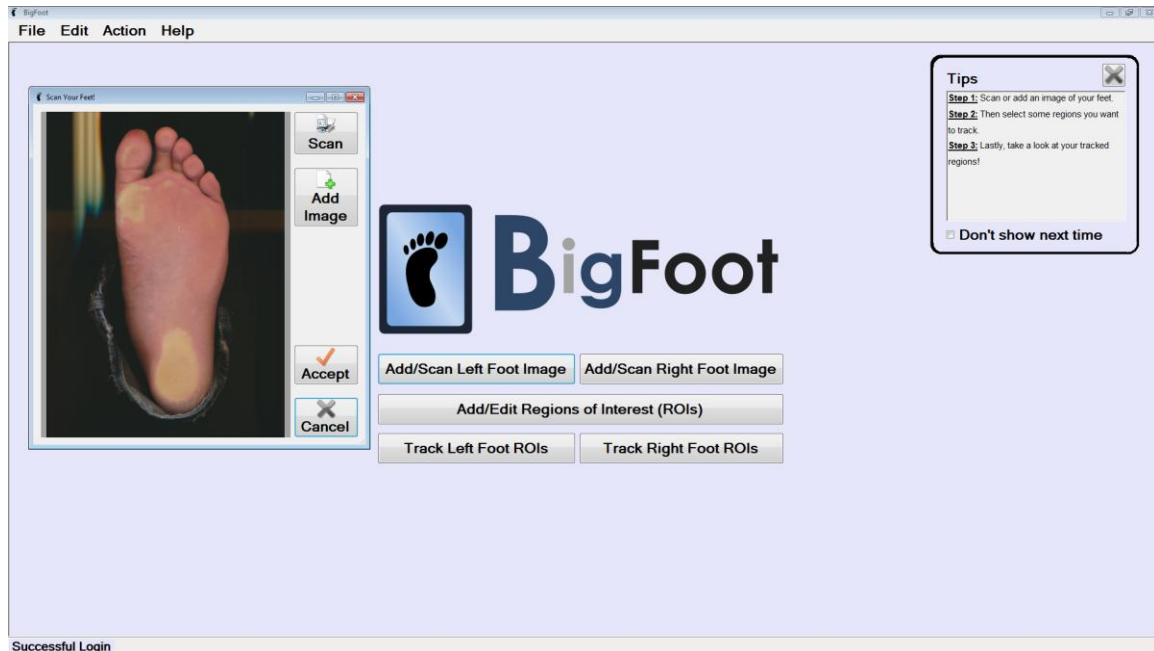 BigFoot
File Edit Action Help
Scan Your Feet!
Scan
Add
Image
Accept
Cancel
BigFoot
Add/Scan Left Foot Image
Add/Scan Right Foot Image
Add/Edit Regions of Interest (ROIs)
Track Left Foot ROIs
Track Right Foot ROIs
Tips
Step 1: Scan or add an image of your feet.
Step 2: Then select some regions you want
to track.
Step 3: Lastly, take a look at your tracked
regions!
Don't show next time
Successful Login